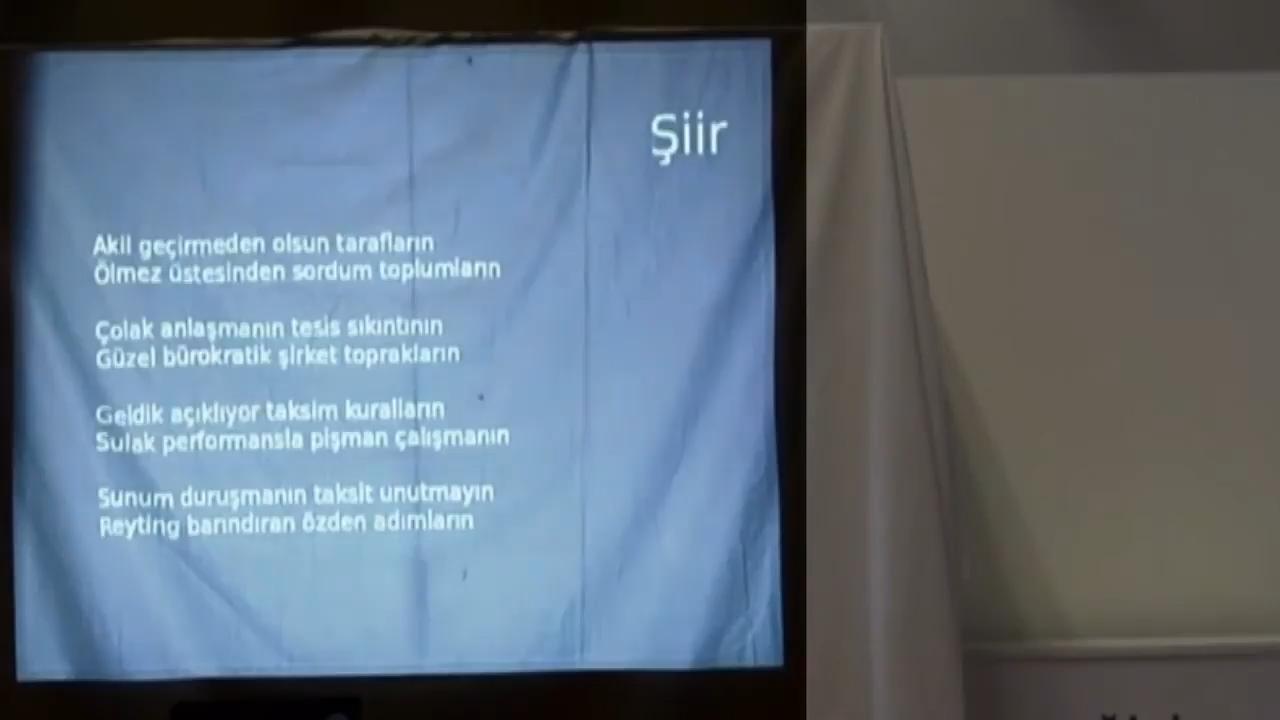 Şiir
Akil geçirmeden olsun tarafların
Ölmez üstesinden sordum toplumların
Çolak anlaşmanın tesis sıkıntının
Güzel bürokratik şirket toprakların
Geldik açıklıyor taksim kuralların
Sulak performansla pişman çalışmanın
Sunum duruşmanın taksit unutmayın
Reyting barındıran özden adımların